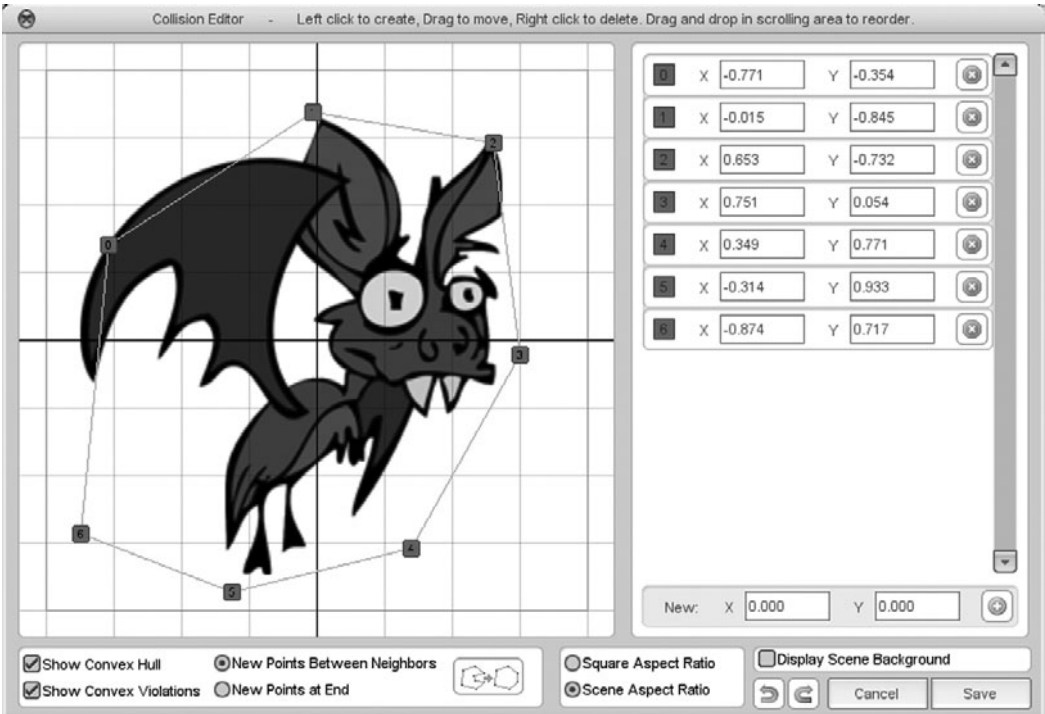 Collision Editor - Left click to create, Drag to move, Right click to delete. Drag and drop in scrolling area to reorder.
0 X -0.771 Y -0.354
1 X -0.015 Y -0.845
2 X 0.653 Y -0.732
3 X 0.751 Y 0.054
4 X 0.349 Y 0.771
5 X -0.314 Y 0.933
6 X -0.874 Y 0.717
1
2
0
3
6
4
5
New: X 0.000 Y 0.000
Show Convex Hull
New Points Between Neighbors
Square Aspect Ratio
Display Scene Background
Show Convex Violations
New Points at End
Scene Aspect Ratio
Cancel
Save